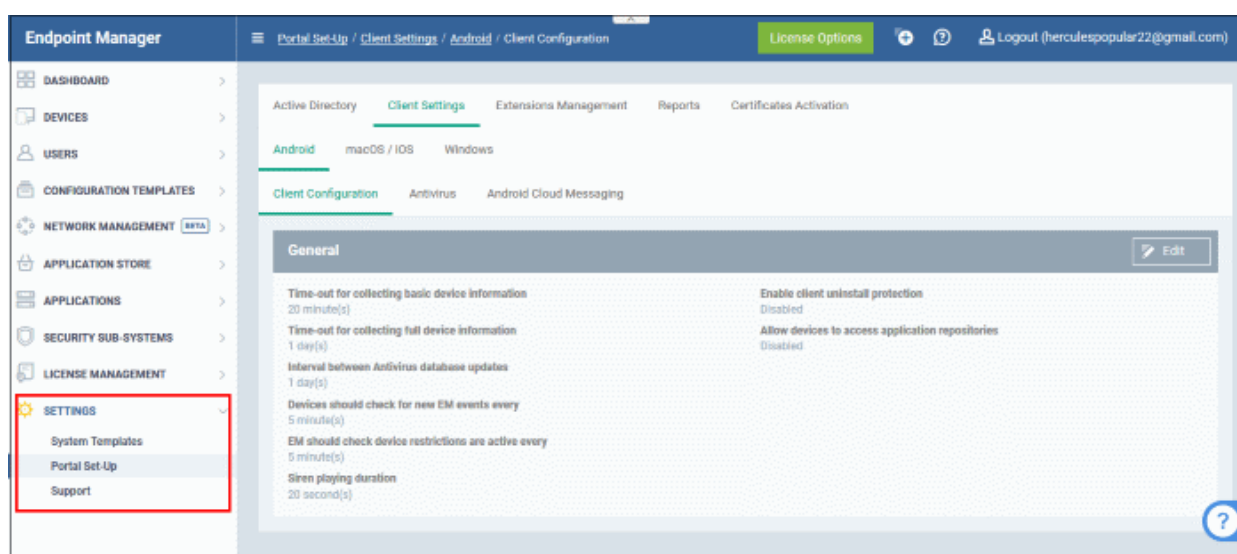 Endpoint Manager
Portal Set-Up / Client Settings / Android / Client Configuration
License Options
Logout (herculespopular22@gmail.com)
DASHBOARD
DEVICES
USERS
CONFIGURATION TEMPLATES
NETWORK MANAGEMENT BETA
APPLICATION STORE
APPLICATIONS
SECURITY SUB-SYSTEMS
LICENSE MANAGEMENT
SETTINGS
System Templates
Portal Set-Up
Support
Active Directory Client Settings Extensions Management Reports Certificates Activation
Android macOS / iOS Windows
Client Configuration Antivirus Android Cloud Messaging
General
Edit
Time-out for collecting basic device information
20 minute(s)
Time-out for collecting full device information
1 day(s)
Interval between Antivirus database updates
1 day(s)
Devices should check for new EM events every
5 minute(s)
EM should check device restrictions are active every
5 minute(s)
Siren playing duration
20 second(s)
Enable client uninstall protection
Disabled
Allow devices to access application repositories
Disabled
?